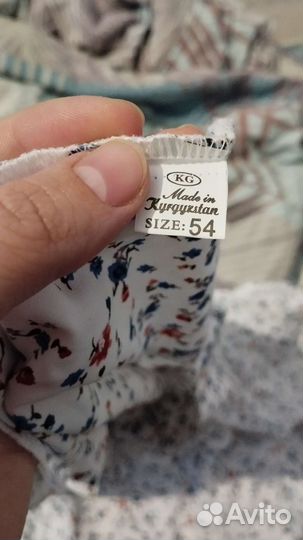 KG
Made in
Kyrgyzstan
SIZE: 54
Avito